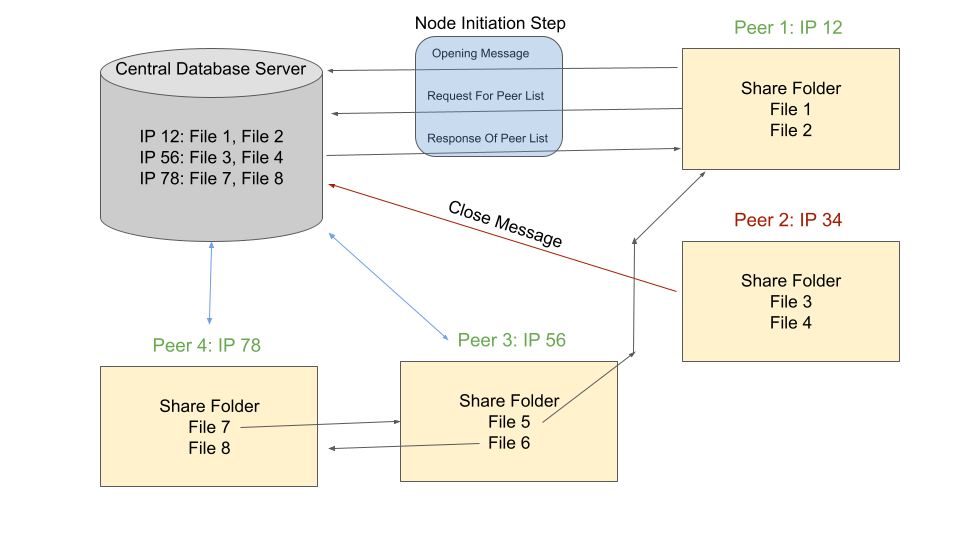 Node Initiation Step
Peer 1: IP 12
Opening Message
Request For Peer List
Response Of Peer List
Central Database Server
IP 12: File 1, File 2
IP 56: File 3, File 4
IP 78: File 7, File 8
Share Folder
File 1
File 2
Close Message
Peer 2: IP 34
Share Folder
File 3
File 4
Peer 4: IP 78
Share Folder
File 7
File 8
Peer 3: IP 56
Share Folder
File 5
File 6